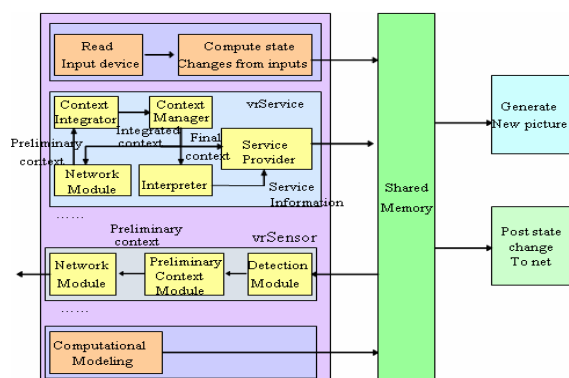 Read
Input device
Compute state
Changes from inputs
vrService
Context
Integrator
Context
Manager
Preliminary
context
Integrated
context
Final
context
Service
Provider
Network
Module
Interpreter
Service
Information
......
Preliminary
context
vrSensor
Network
Module
Preliminary
Context
Module
Detection
Module
......
Computational
Modeling
Shared
Memory
Generate
New picture
Post state
change
To net